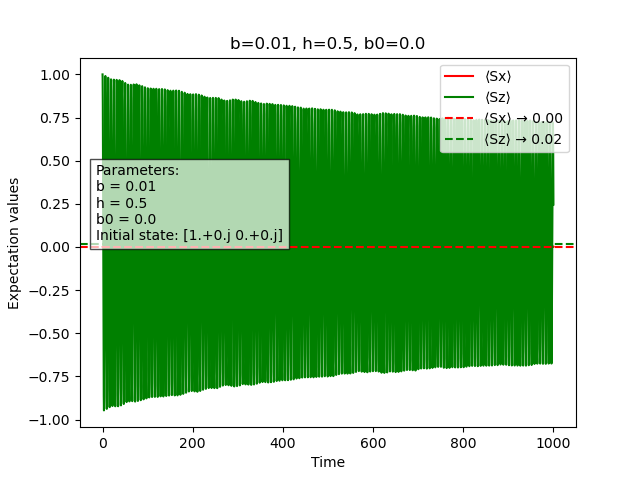 b=0.01, h=0.5, b0=0.0
⟨Sx⟩
⟨Sz⟩
⟨Sx⟩ → 0.00
⟨Sz⟩ → 0.02
Parameters:
b = 0.01
h = 0.5
b0 = 0.0
Initial state: [1.+0.j 0.+0.j]
Expectation values
1.00
0.75
0.50
0.25
0.00
−0.25
−0.50
−0.75
−1.00
0
200
400
600
800
1000
Time